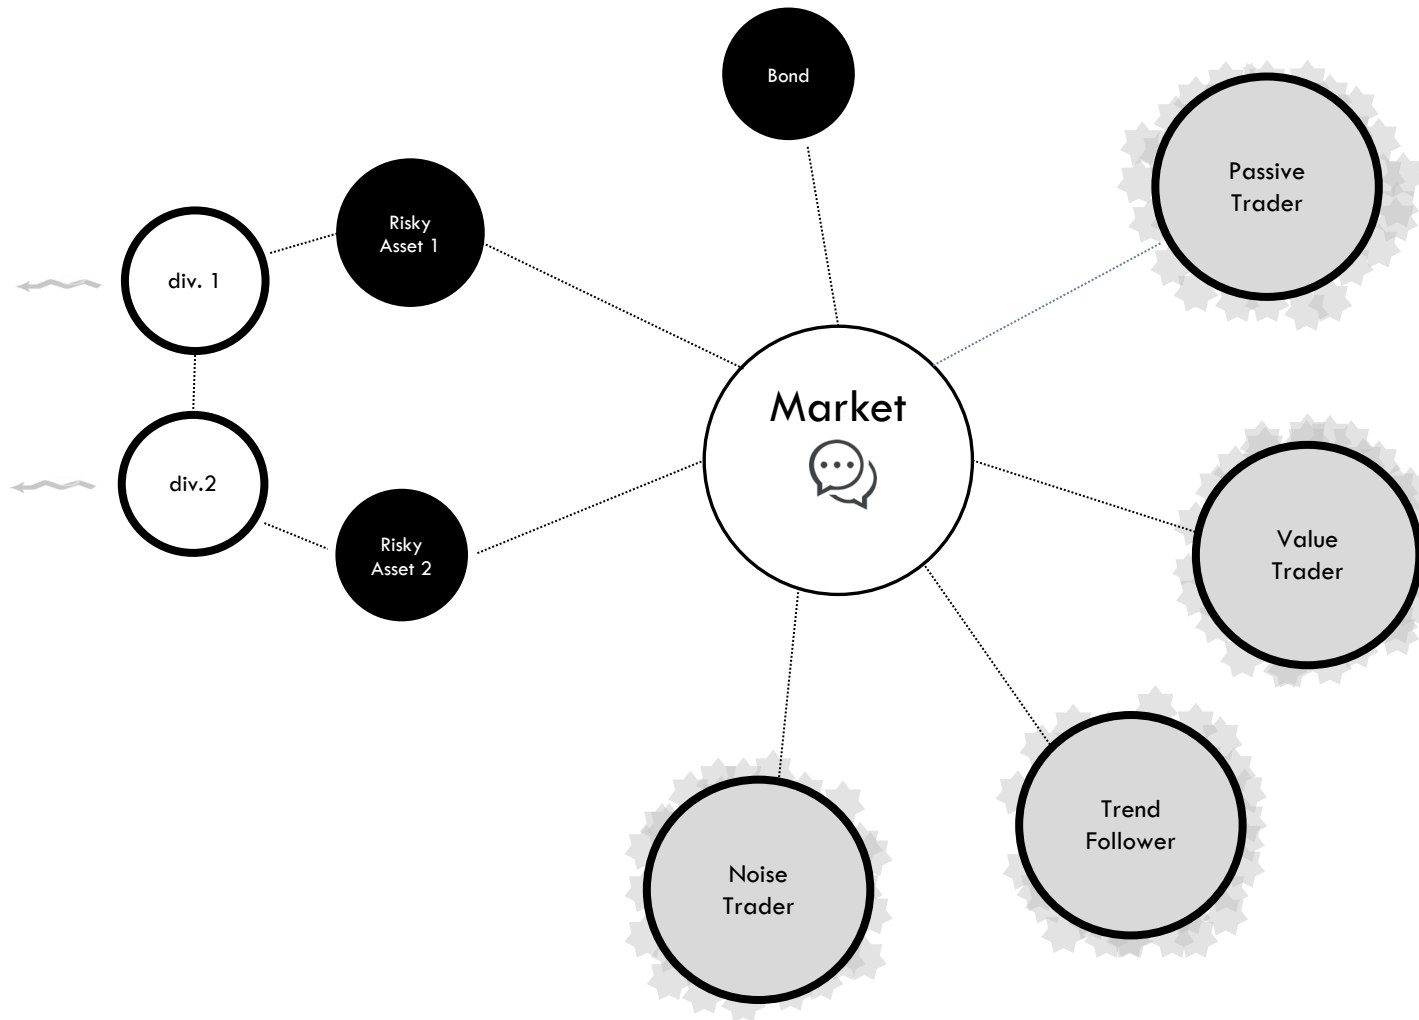 Bond
Passive
Trader
Risky
Asset 1
div. 1
Market
div.2
Risky
Asset 2
Value
Trader
Trend
Follower
Noise
Trader